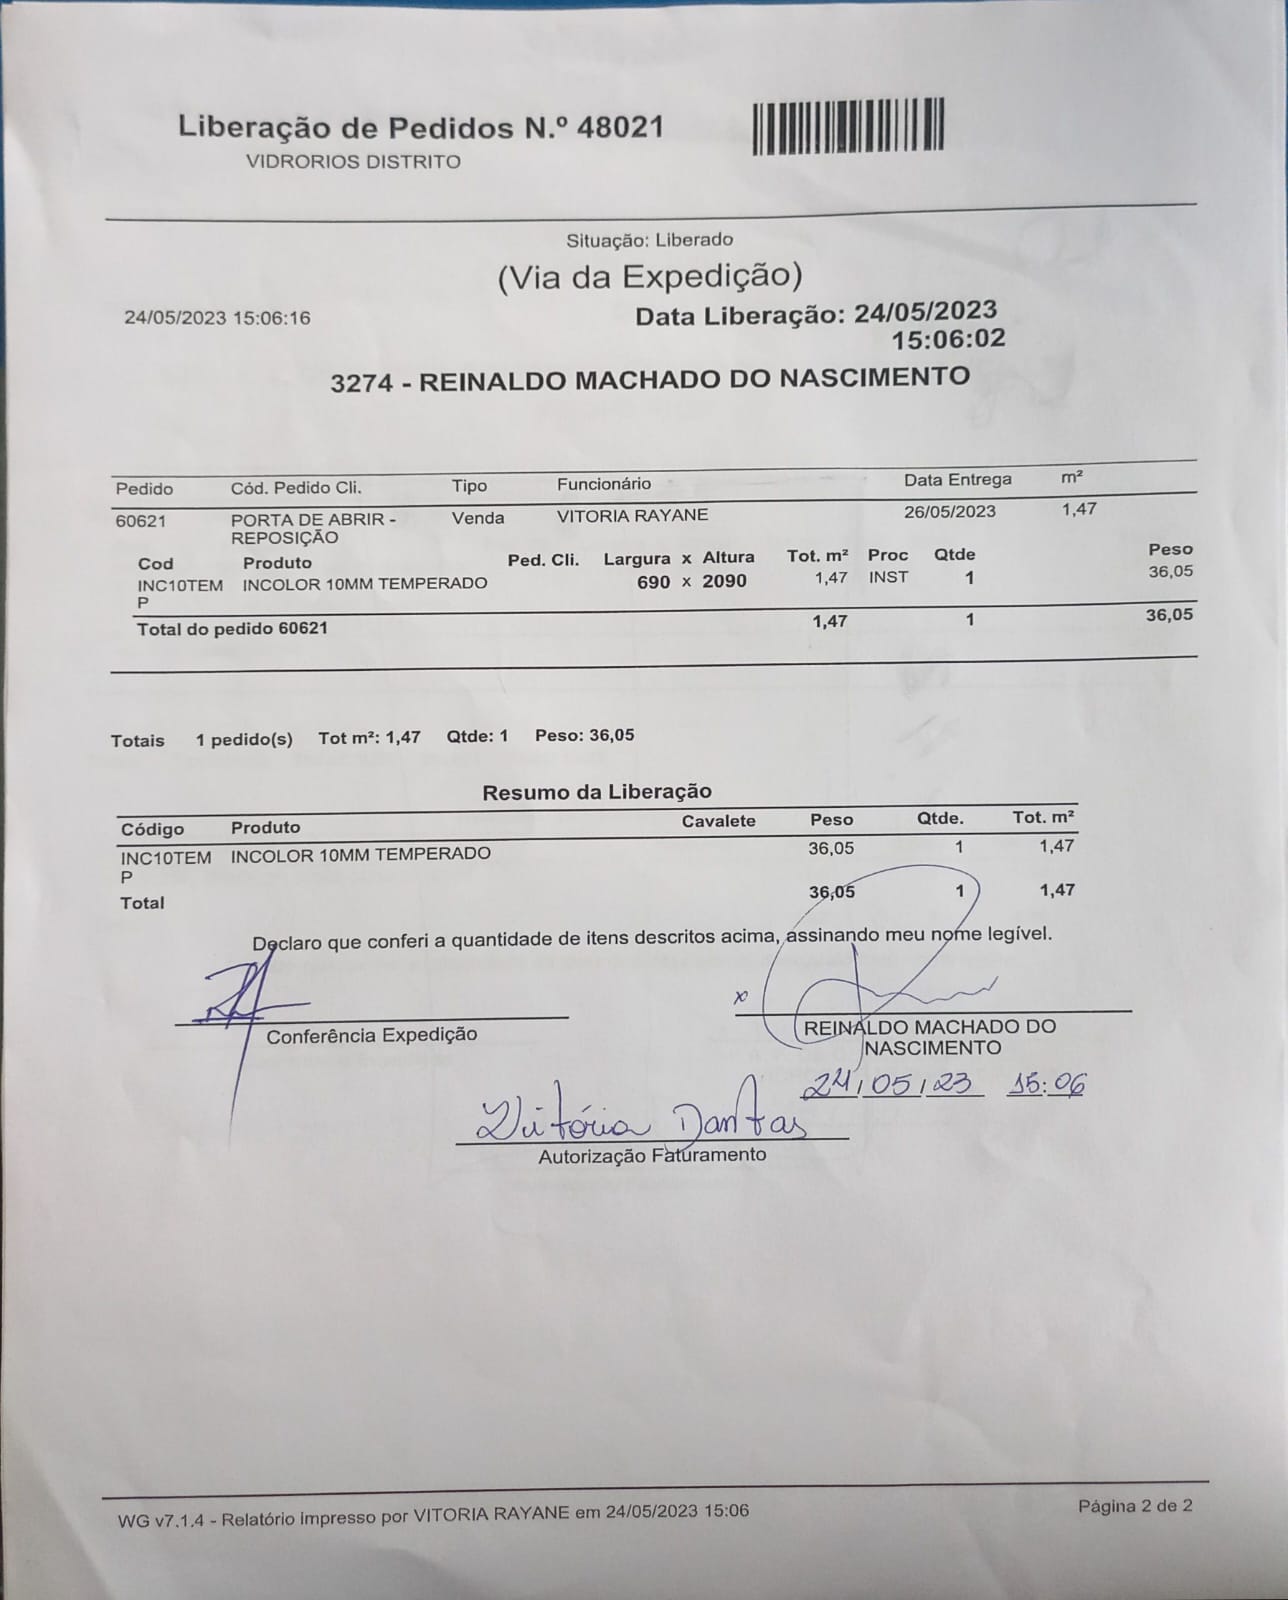 Liberação de Pedidos N.º 48021
VIDRORIOS DISTRITO
Situação: Liberado
(Via da Expedição)
24/05/2023 15:06:16 Data Liberação: 24/05/2023
15:06:02
3274 - REINALDO MACHADO DO NASCIMENTO
Pedido Cód. Pedido Cli. Tipo Funcionário Data Entrega m²
60621 PORTA DE ABRIR - Venda VITORIA RAYANE 26/05/2023 1,47
REPOSIÇÃO
Cod Produto Ped. Cli. Largura x Altura Tot. m² Proc Qtde Peso
INC10TEM INCOLOR 10MM TEMPERADO 690 x 2090 1,47 INST 1 36,05
P
Total do pedido 60621 1,47 1 36,05
Totais 1 pedido(s) Tot m²: 1,47 Qtde: 1 Peso: 36,05
Resumo da Liberação
Código Produto Cavalete Peso Qtde. Tot. m²
INC10TEM INCOLOR 10MM TEMPERADO 36,05 1 1,47
P
Total 36,05 1 1,47
Declaro que conferi a quantidade de itens descritos acima, assinando meu nome legível.
x
Conferência Expedição REINALDO MACHADO DO
NASCIMENTO
24/05/23 15:06
Vitória Dantas
Autorização Faturamento
WG v7.1.4 - Relatório impresso por VITORIA RAYANE em 24/05/2023 15:06 Página 2 de 2